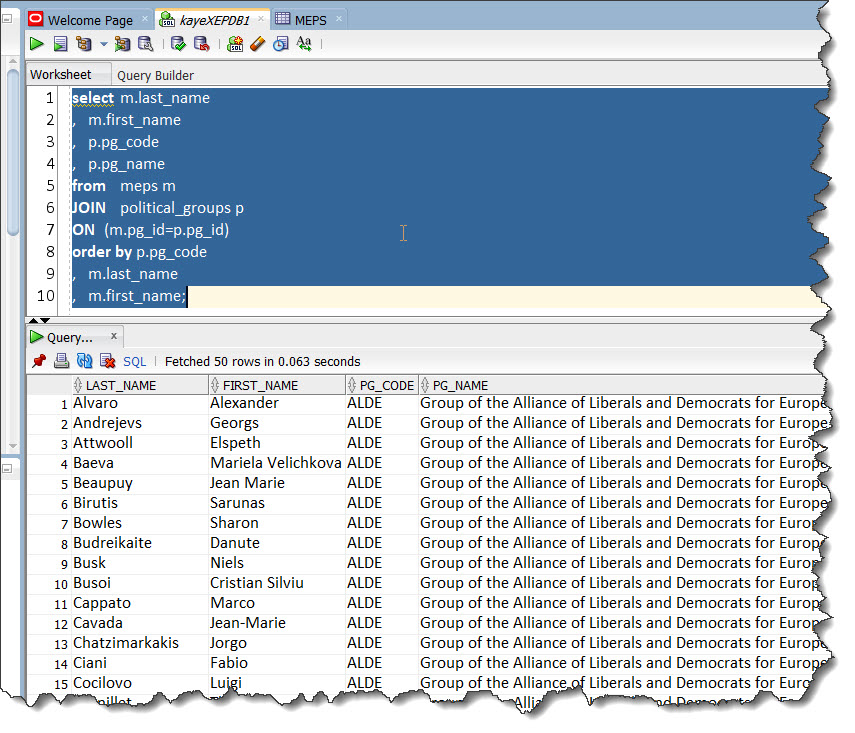 Welcome Page kayeXEPDB1 MEPS
Worksheet Query Builder
1 select m.last_name
2 , m.first_name
3 , p.pg_code
4 , p.pg_name
5 from meps m
6 JOIN political_groups p
7 ON (m.pg_id=p.pg_id)
8 order by p.pg_code
9 , m.last_name
10 , m.first_name;
Query... x
SQL | Fetched 50 rows in 0.063 seconds
LAST_NAME FIRST_NAME PG_CODE PG_NAME
1 Alvaro Alexander ALDE Group of the Alliance of Liberals and Democrats for Europe
2 Andrejevs Georgs ALDE Group of the Alliance of Liberals and Democrats for Europe
3 Attwooll Elspeth ALDE Group of the Alliance of Liberals and Democrats for Europe
4 Baeva Mariela Velichkova ALDE Group of the Alliance of Liberals and Democrats for Europe
5 Beaupuy Jean Marie ALDE Group of the Alliance of Liberals and Democrats for Europe
6 Birutis Sarunas ALDE Group of the Alliance of Liberals and Democrats for Europe
7 Bowles Sharon ALDE Group of the Alliance of Liberals and Democrats for Europe
8 Budreikaite Danute ALDE Group of the Alliance of Liberals and Democrats for Europe
9 Busk Niels ALDE Group of the Alliance of Liberals and Democrats for Europe
10 Busoi Cristian Silviu ALDE Group of the Alliance of Liberals and Democrats for Europe
11 Cappato Marco ALDE Group of the Alliance of Liberals and Democrats for Europe
12 Cavada Jean-Marie ALDE Group of the Alliance of Liberals and Democrats for Europe
13 Chatzimarkakis Jorgo ALDE Group of the Alliance of Liberals and Democrats for Europe
14 Ciani Fabio ALDE Group of the Alliance of Liberals and Democrats for Europe
15 Cocilovo Luigi ALDE Group of the Alliance of Liberals and Democrats for Europe